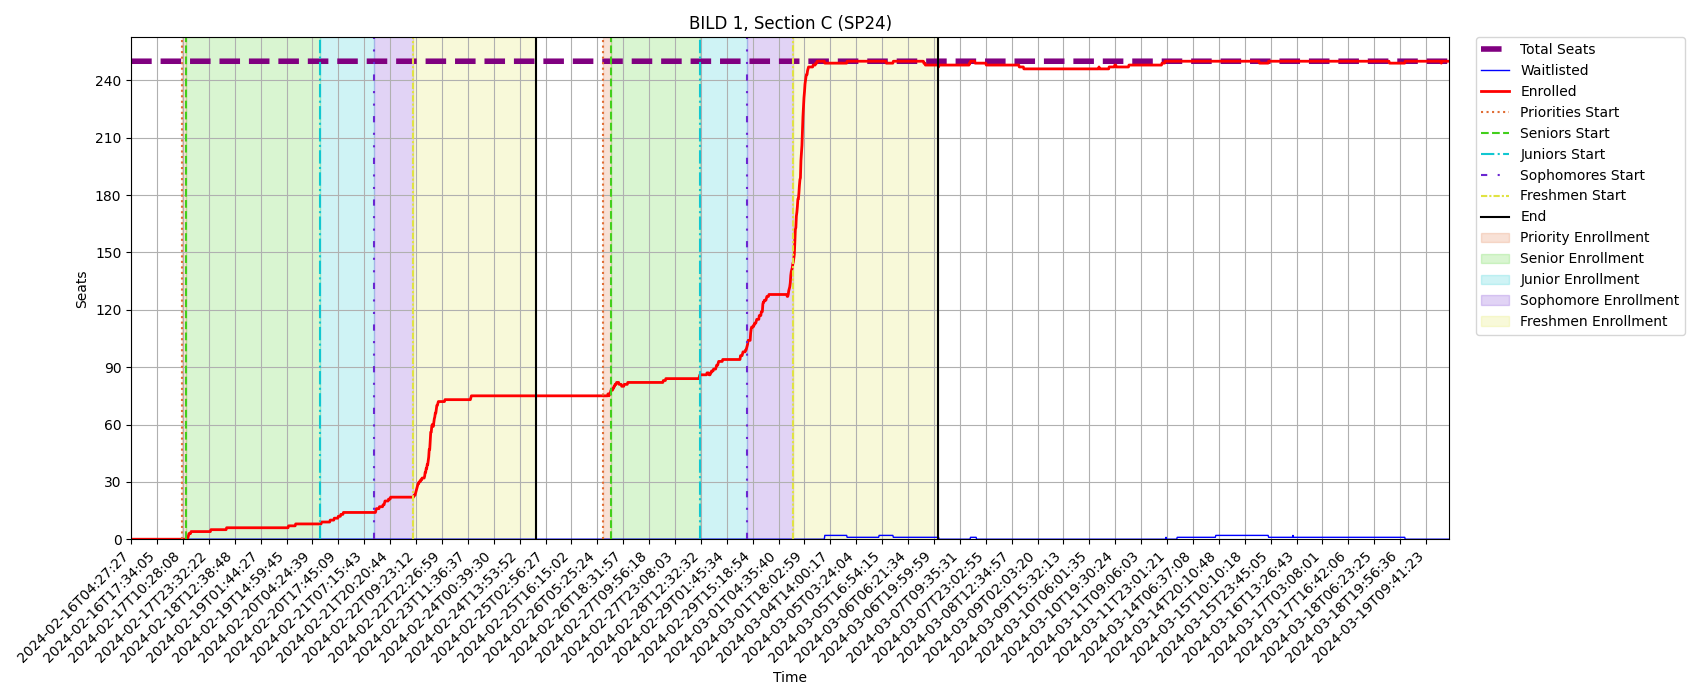 BILD 1, Section C (SP24)
Seats
240
210
180
150
120
90
60
30
0
2024-02-16T04:27:27
2024-02-16T17:34:05
2024-02-17T10:28:08
2024-02-17T23:32:22
2024-02-18T12:38:48
2024-02-19T01:44:27
2024-02-19T14:59:45
2024-02-20T04:24:39
2024-02-20T17:45:09
2024-02-21T07:15:43
2024-02-21T20:20:44
2024-02-22T09:23:12
2024-02-22T22:26:59
2024-02-23T11:36:37
2024-02-24T00:39:30
2024-02-24T13:53:52
2024-02-25T02:56:27
2024-02-25T16:15:02
2024-02-26T05:25:24
2024-02-26T18:31:57
2024-02-27T09:56:18
2024-02-27T23:08:03
2024-02-28T12:32:32
2024-02-29T01:45:34
2024-02-29T15:18:54
2024-03-01T04:35:40
2024-03-01T18:02:59
2024-03-04T14:00:17
2024-03-05T03:24:04
2024-03-05T16:54:15
2024-03-06T06:21:34
2024-03-06T19:59:59
2024-03-07T09:35:31
2024-03-07T23:02:55
2024-03-08T12:34:57
2024-03-09T02:03:20
2024-03-09T15:32:13
2024-03-10T06:01:35
2024-03-10T19:30:24
2024-03-11T09:06:03
2024-03-11T23:01:21
2024-03-14T06:37:08
2024-03-14T20:10:48
2024-03-15T10:10:18
2024-03-15T23:45:05
2024-03-16T13:26:43
2024-03-17T03:08:01
2024-03-17T16:42:06
2024-03-18T06:23:25
2024-03-18T19:56:36
2024-03-19T09:41:23
Time
Total Seats
Waitlisted
Enrolled
Priorities Start
Seniors Start
Juniors Start
Sophomores Start
Freshmen Start
End
Priority Enrollment
Senior Enrollment
Junior Enrollment
Sophomore Enrollment
Freshmen Enrollment